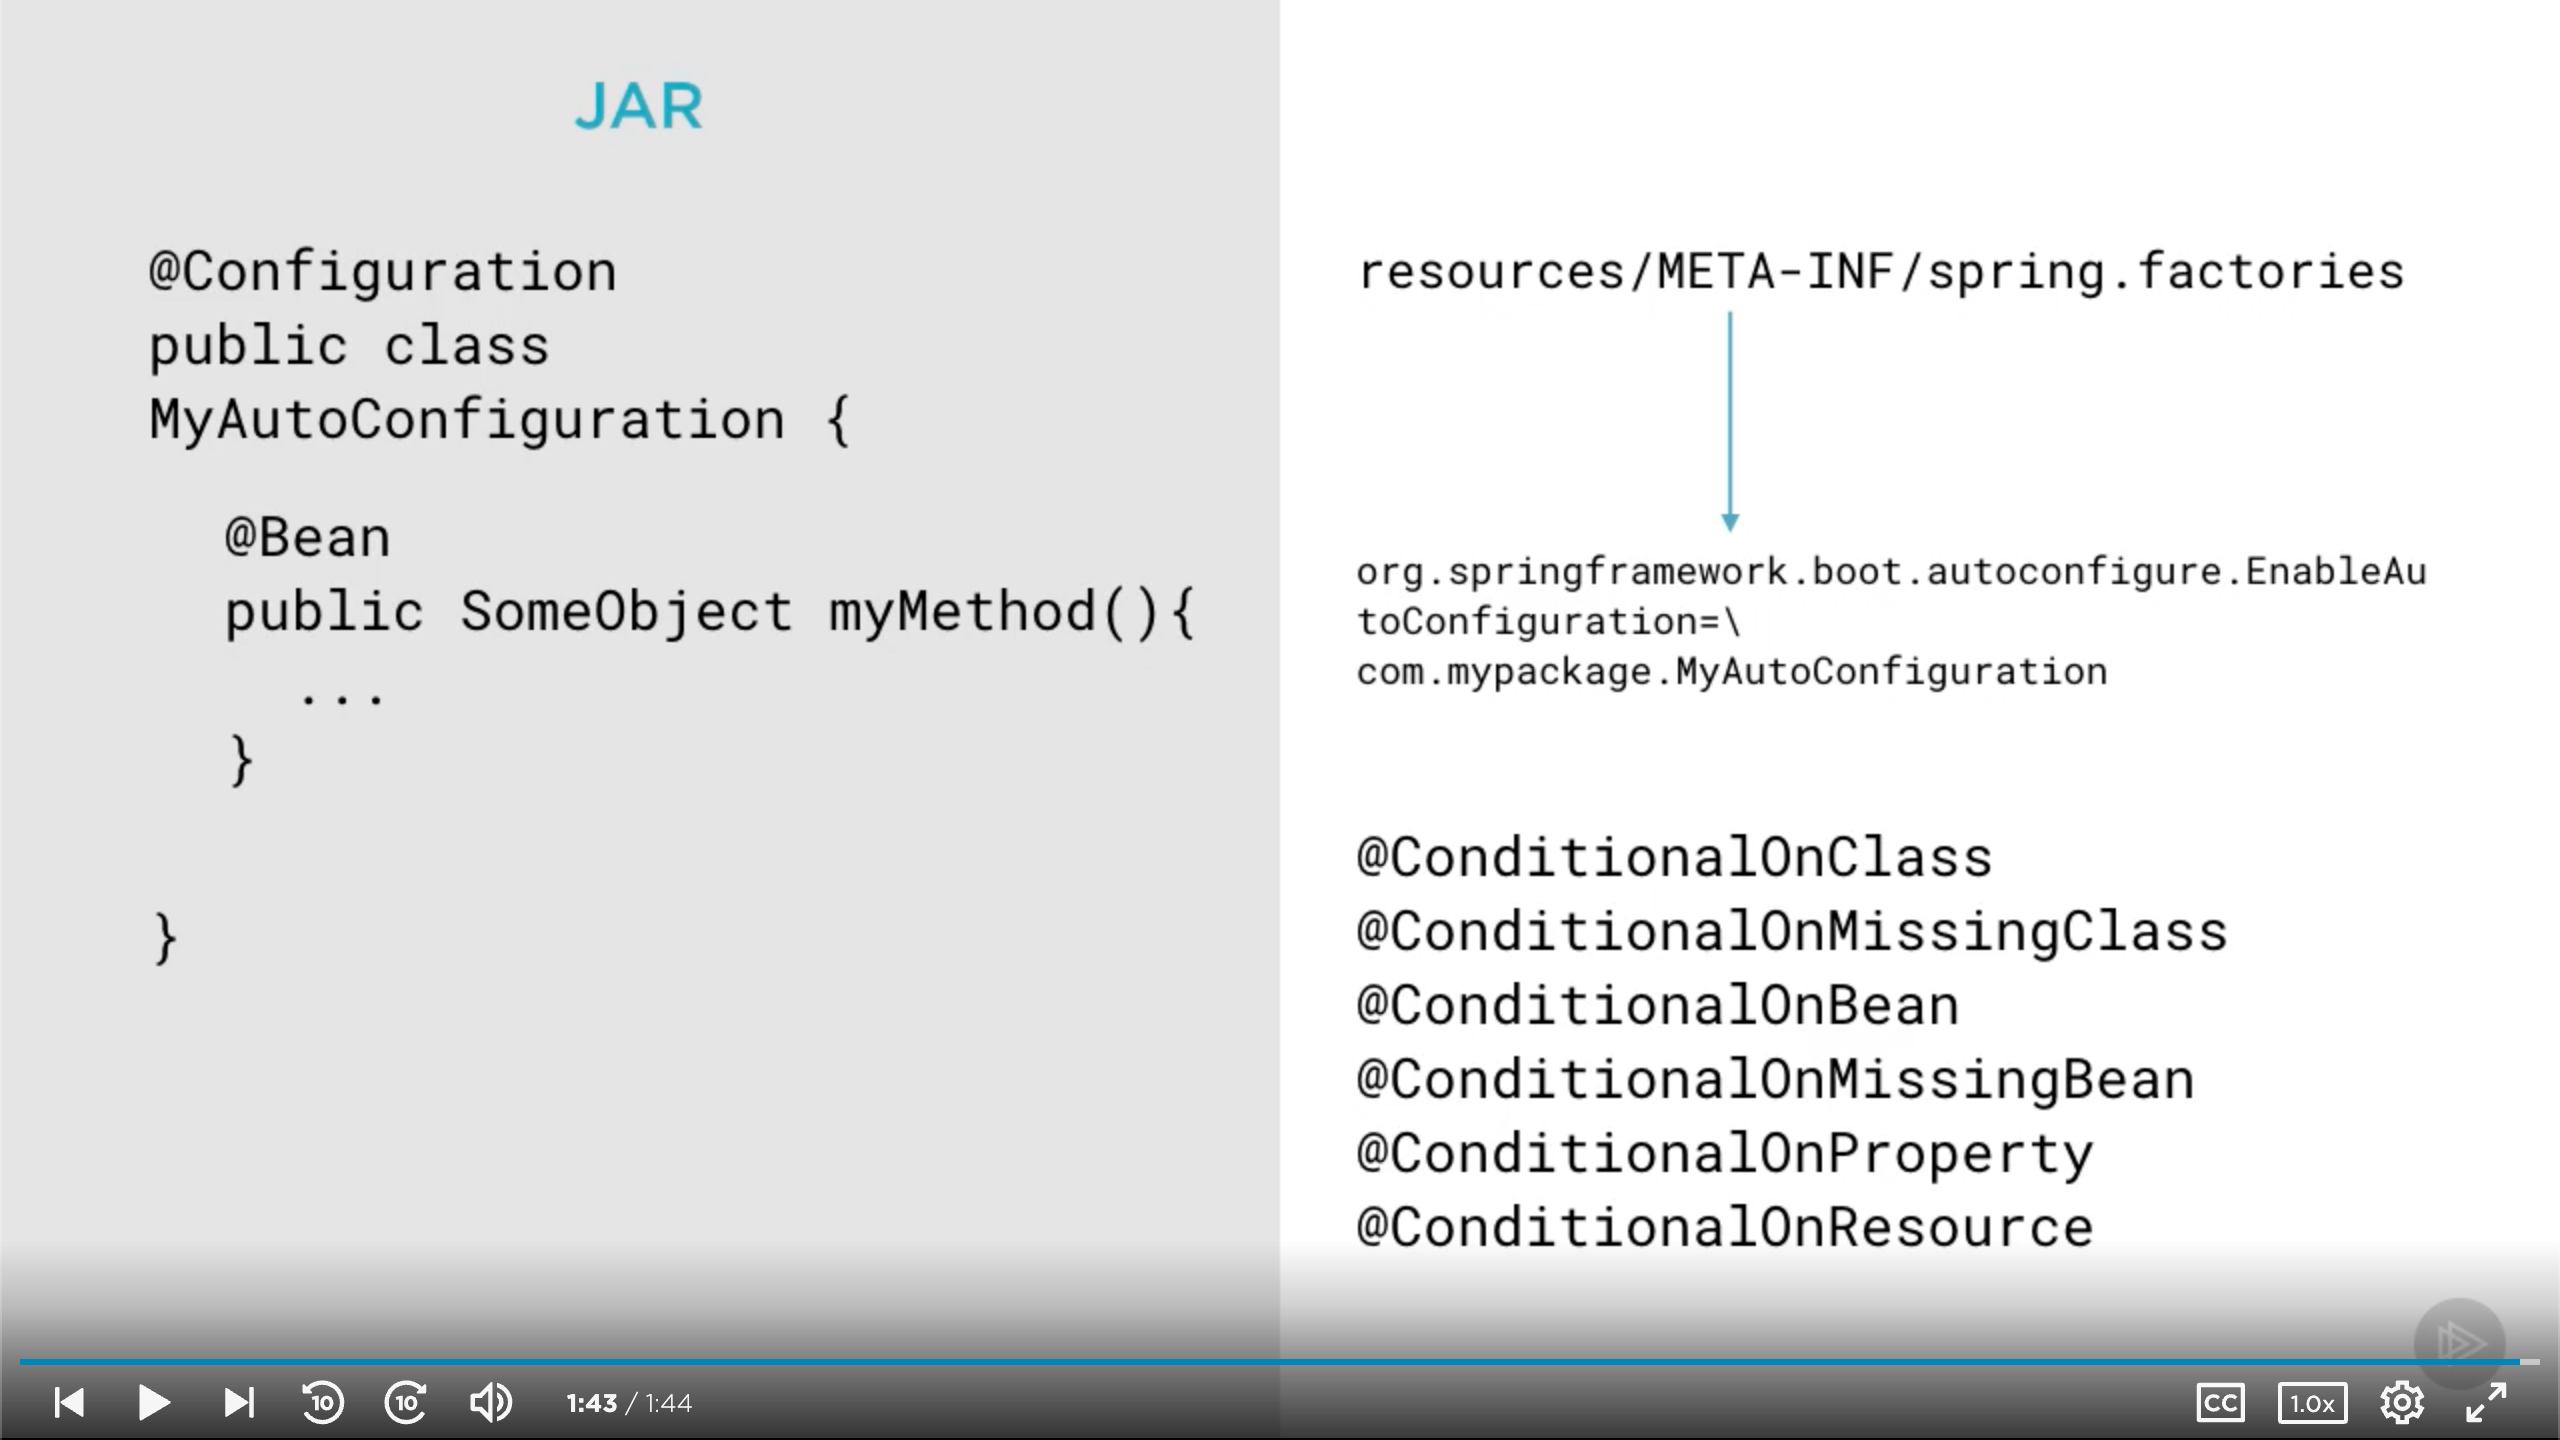 JAR
@Configuration
public class
MyAutoConfiguration {
@Bean
public SomeObject myMethod(){
...
}
}
resources/META-INF/spring.factories
org.springframework.boot.autoconfigure.EnableAu
toConfiguration=\
com.mypackage.MyAutoConfiguration
@ConditionalOnClass
@ConditionalOnMissingClass
@ConditionalOnBean
@ConditionalOnMissingBean
@ConditionalOnProperty
@ConditionalOnResource
10 10 1:43 / 1:44 CC 1.0x